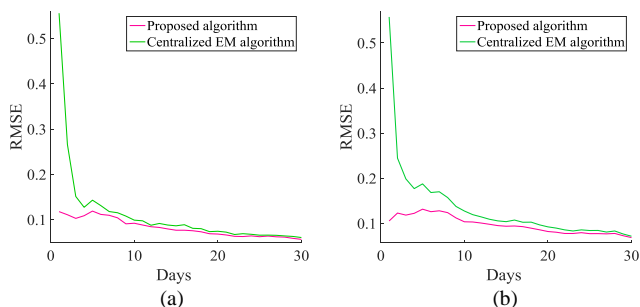 Proposed algorithm
Centralized EM algorithm
0.5
0.4
0.3
0.2
0.1
RMSE
0 10 20 30
Days
(a)
Proposed algorithm
Centralized EM algorithm
0.5
0.4
0.3
0.2
0.1
RMSE
0 10 20 30
Days
(b)